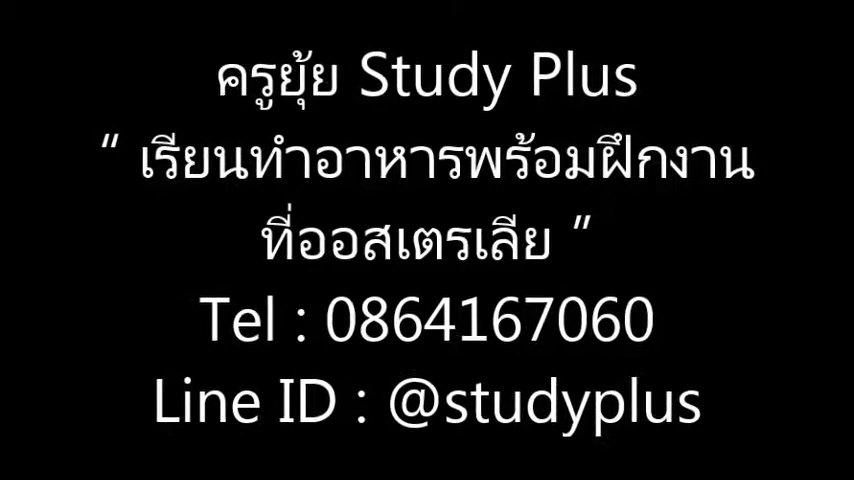 ครูยุ้ย Study Plus
“ เรียนทำอาหารพร้อมฝึกงาน
ที่ออสเตรเลีย ”
Tel : 0864167060
Line ID : @studyplus